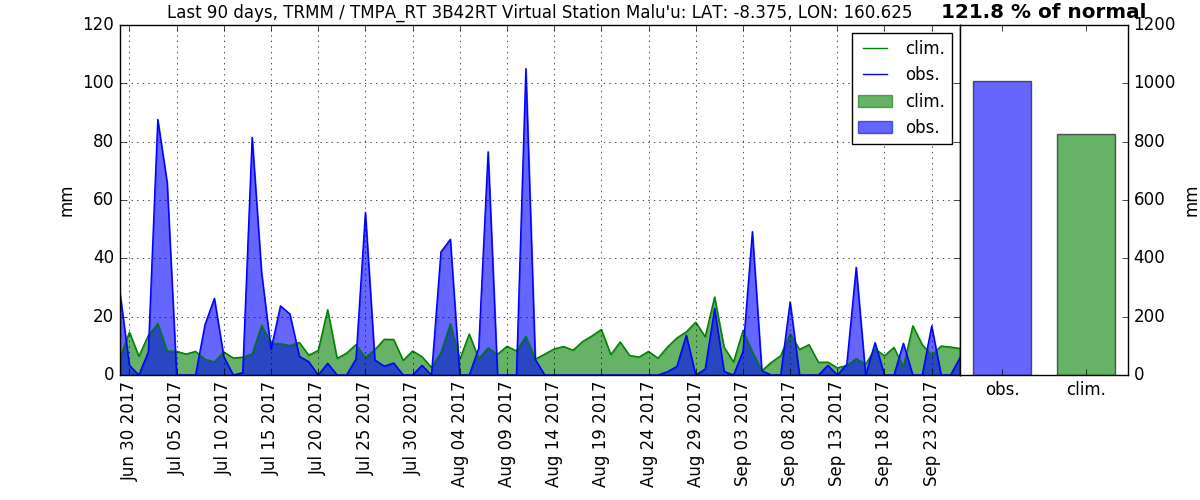 Last 90 days, TRMM / TMPA_RT 3B42RT Virtual Station Malu'u: LAT: -8.375, LON: 160.625
121.8 % of normal
120
100
80
60
40
20
0
mm
clim.
obs.
clim.
obs.
Jun 30 2017
Jul 05 2017
Jul 10 2017
Jul 15 2017
Jul 20 2017
Jul 25 2017
Jul 30 2017
Aug 04 2017
Aug 09 2017
Aug 14 2017
Aug 19 2017
Aug 24 2017
Aug 29 2017
Sep 03 2017
Sep 08 2017
Sep 13 2017
Sep 18 2017
Sep 23 2017
1200
1000
800
600
400
200
0
mm
obs.
clim.